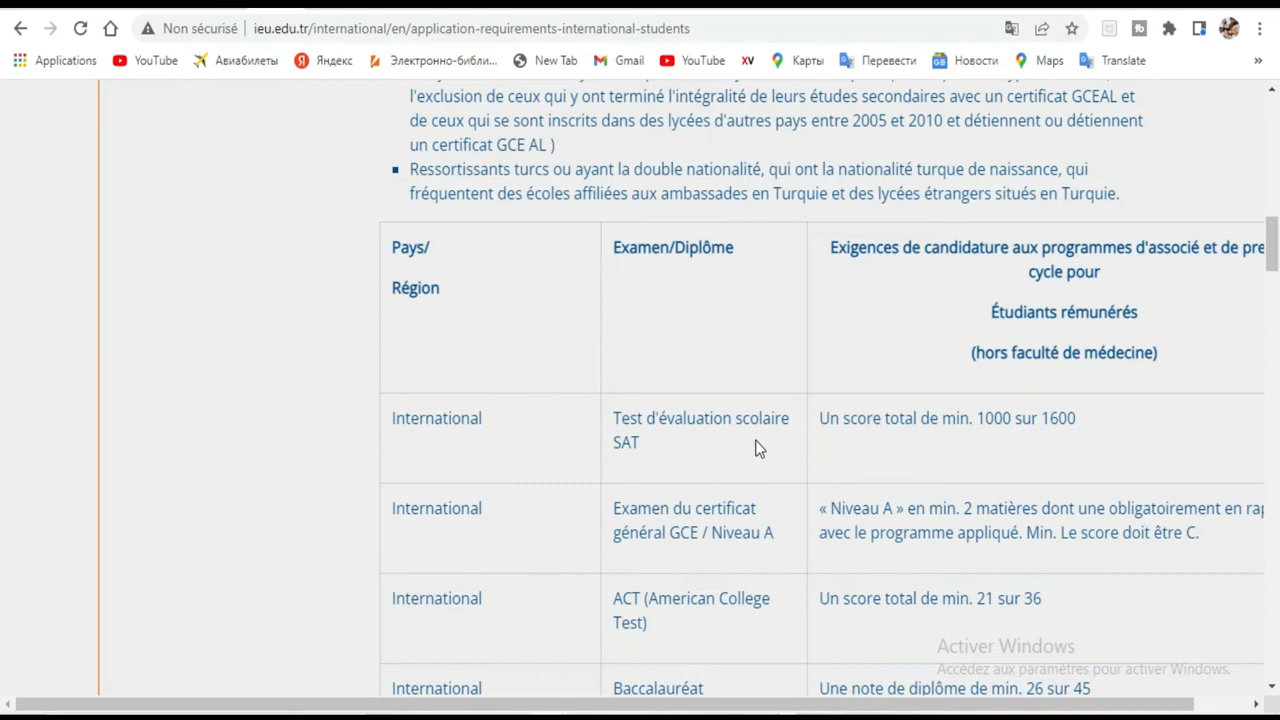 Non sécurisé
ieu.edu.tr/international/en/application-requirements-international-students
Applications
YouTube
Авиабилеты
Яндекс
Электронно-библи...
New Tab
Gmail
YouTube
XV
Карты
Перевести
Новости
Maps
Translate
»
l'exclusion de ceux qui y ont terminé l'intégralité de leurs études secondaires avec un certificat GCEAL et
de ceux qui se sont inscrits dans des lycées d'autres pays entre 2005 et 2010 et détiennent ou détiennent
un certificat GCE AL )
Ressortissants turcs ou ayant la double nationalité, qui ont la nationalité turque de naissance, qui
fréquentent des écoles affiliées aux ambassades en Turquie et des lycées étrangers situés en Turquie.
Pays/
Région
Examen/Diplôme
Exigences de candidature aux programmes d'associé et de pre
cycle pour
Étudiants rémunérés
(hors faculté de médecine)
International
Test d'évaluation scolaire
SAT
Un score total de min. 1000 sur 1600
International
Examen du certificat
général GCE / Niveau A
« Niveau A » en min. 2 matières dont une obligatoirement en rap
avec le programme appliqué. Min. Le score doit être C.
International
ACT (American College
Test)
Un score total de min. 21 sur 36
International
Baccalauréat
Une note de diplôme de min. 26 sur 45
Activer Windows
Accédez aux paramètres pour activer Windows.